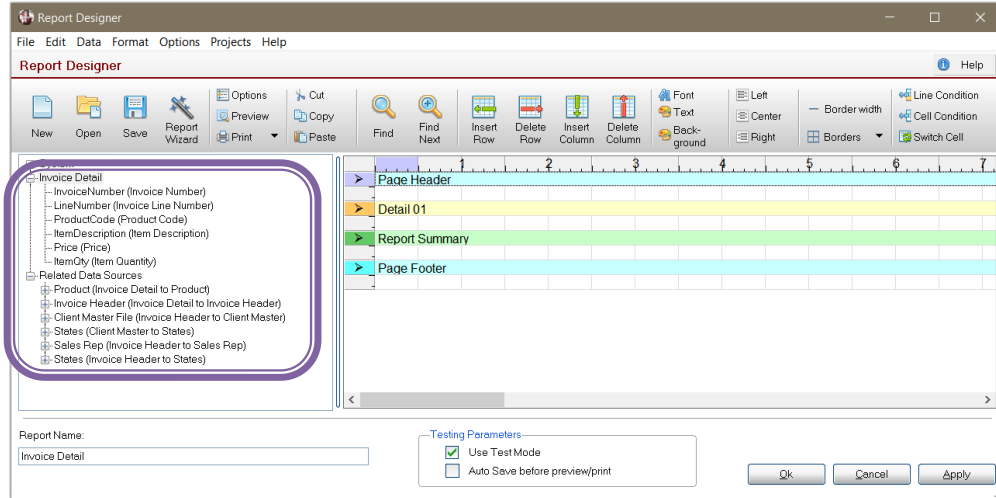 Report Designer
File Edit Data Format Options Projects Help
Report Designer
Help
New Open Save Report Wizard
Options
Preview
Print
Cut
Copy
Paste
Find
Find Next
Insert Row
Delete Row
Insert Column
Delete Column
Font
Text
Back-ground
Left
Center
Right
Border width
Borders
Line Condition
Cell Condition
Switch Cell
System
Invoice Detail
InvoiceNumber (Invoice Number)
LineNumber (Invoice Line Number)
ProductCode (Product Code)
ItemDescription (Item Description)
Price (Price)
ItemQty (Item Quantity)
Related Data Sources
Product (Invoice Detail to Product)
Invoice Header (Invoice Detail to Invoice Header)
Client Master File (Invoice Header to Client Master)
States (Client Master to States)
Sales Rep (Invoice Header to Sales Rep)
States (Invoice Header to States)
1 2 3 4 5 6 7
Page Header
Detail 01
Report Summary
Page Footer
Report Name:
Invoice Detail
Testing Parameters
Use Test Mode
Auto Save before preview/print
Ok Cancel Apply